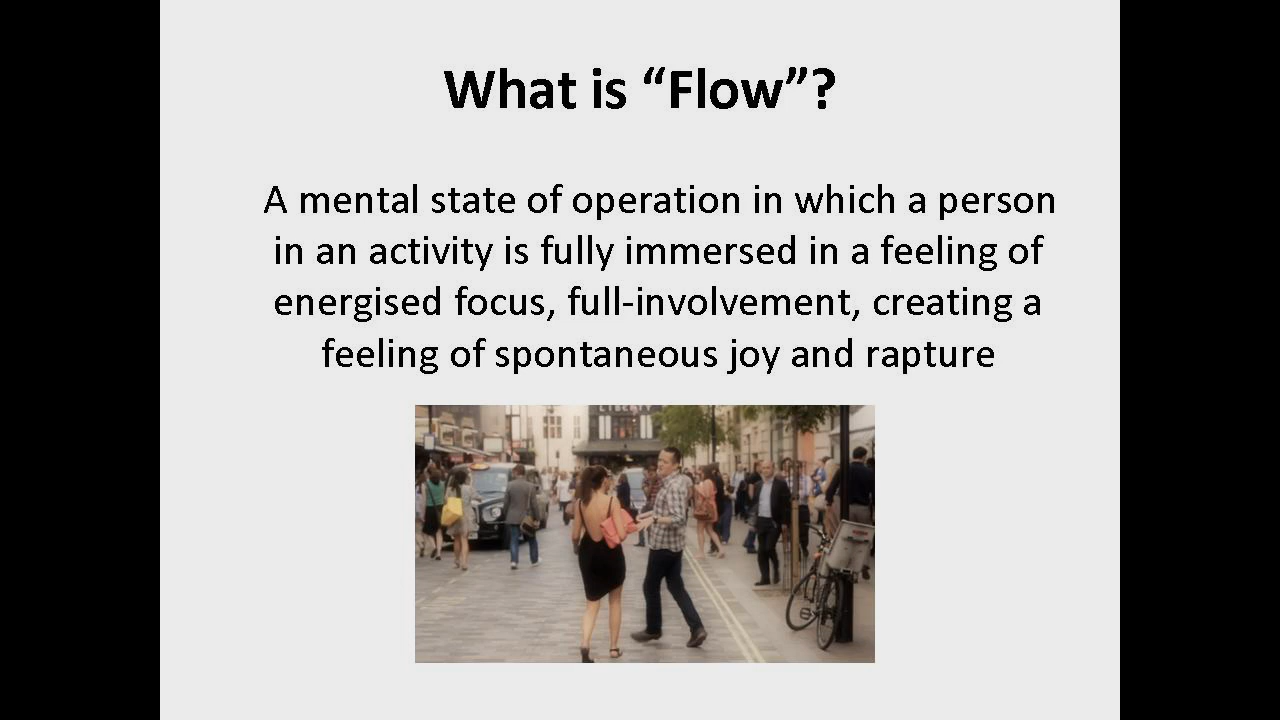 What is “Flow”?
A mental state of operation in which a person
in an activity is fully immersed in a feeling of
energised focus, full-involvement, creating a
feeling of spontaneous joy and rapture
LIBERTY